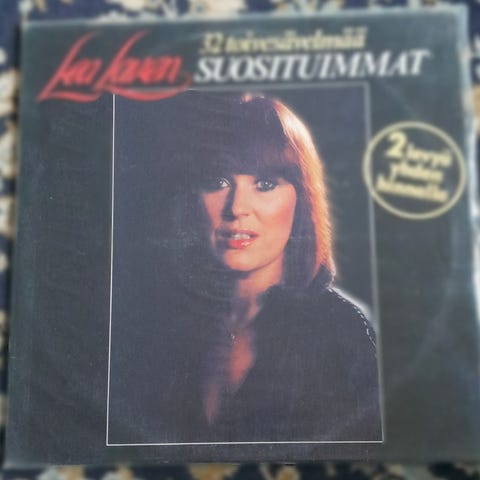 Lea Laven
32 toivesävelmää
SUOSITUIMMAT
2 levyä
yhden
hinnalla